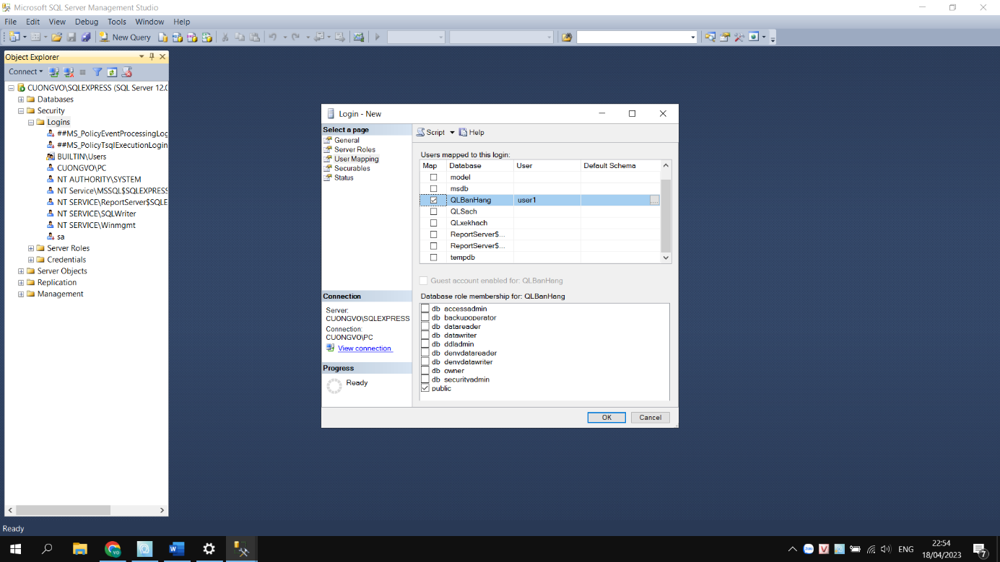 Microsoft SQL Server Management Studio
File Edit View Debug Tools Window Help
New Query
Object Explorer
Connect
CUONGVO\SQLEXPRESS (SQL Server 12.0
Databases
Security
Logins
##MS_PolicyEventProcessingLog
##MS_PolicyTsqlExecutionLogin
BUILTIN\Users
CUONGVO\PC
NT AUTHORITY\SYSTEM
NT Service\MSSQL$SQLEXPRESS
NT SERVICE\ReportServer$SQLE
NT SERVICE\SQLWriter
NT SERVICE\Winmgmt
sa
Server Roles
Credentials
Server Objects
Replication
Management
Login - New
Select a page
General
Server Roles
User Mapping
Securables
Status
Connection
Server:
CUONGVO\SQLEXPRESS
Connection:
CUONGVO\PC
View connection
Progress
Ready
Script Help
Users mapped to this login:
Map Database User Default Schema
model
msdb
QLBanHang user1 ...
QLSach
QLxekhach
ReportServer$...
ReportServer$...
tempdb
Guest account enabled for: QLBanHang
Database role membership for: QLBanHang
db_accessadmin
db_backupoperator
db_datareader
db_datawriter
db_ddladmin
db_denydatareader
db_denydatawriter
db_owner
db_securityadmin
public
OK Cancel
Ready
ENG
22:54
18/04/2023
7